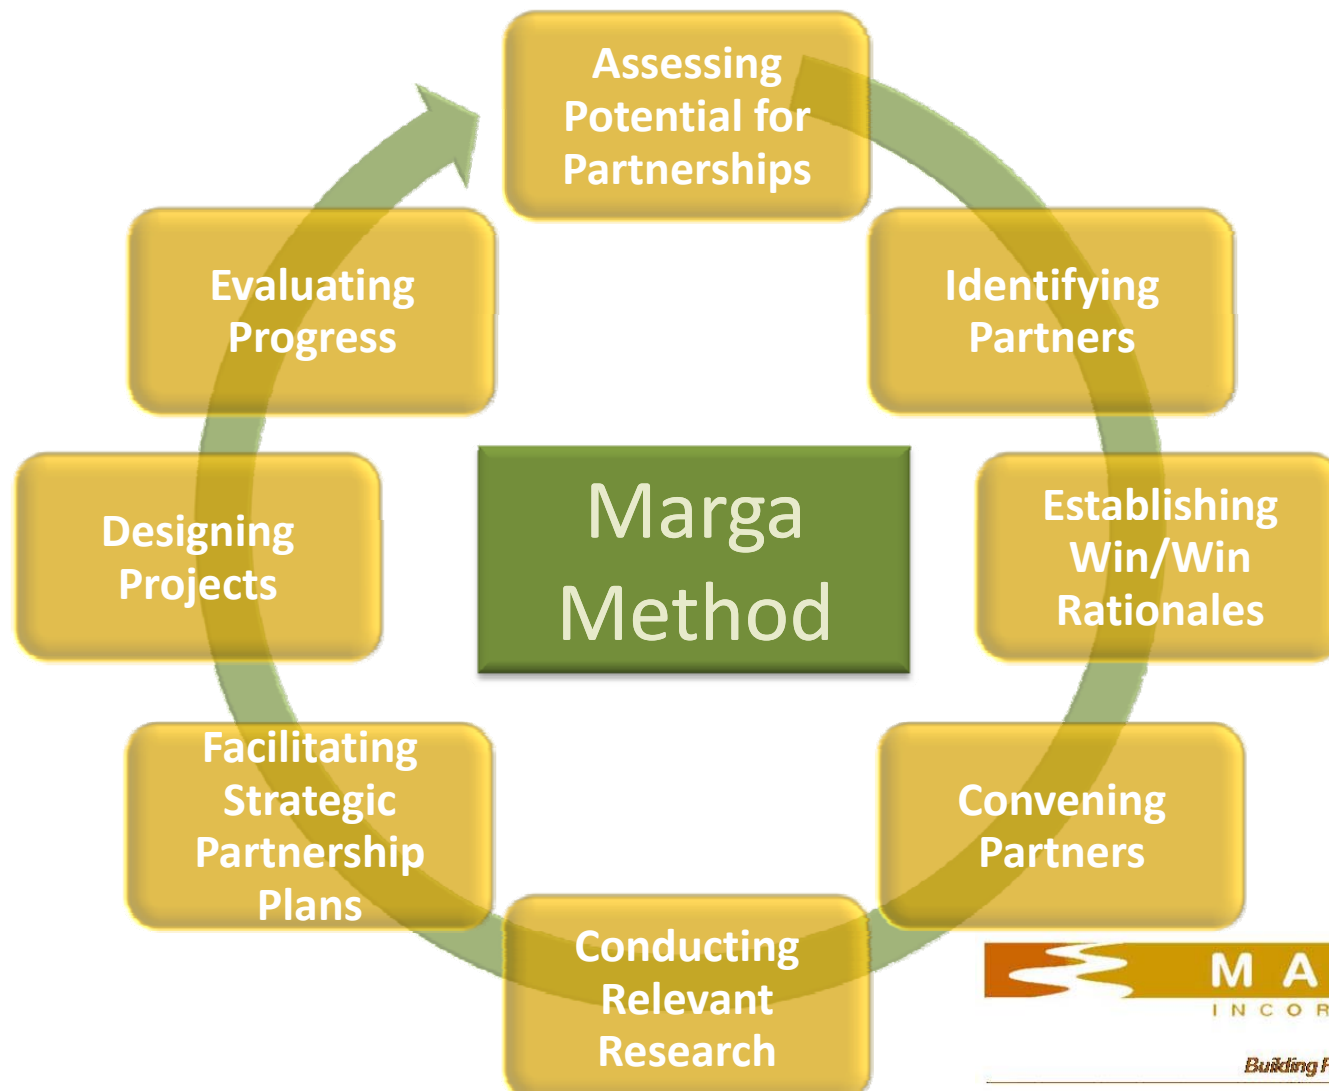 Assessing
Potential for
Partnerships
Identifying
Partners
Establishing
Win/Win
Rationales
Convening
Partners
Conducting
Relevant
Research
Facilitating
Strategic
Partnership
Plans
Designing
Projects
Evaluating
Progress
Marga
Method
M A
I N C O R
Building